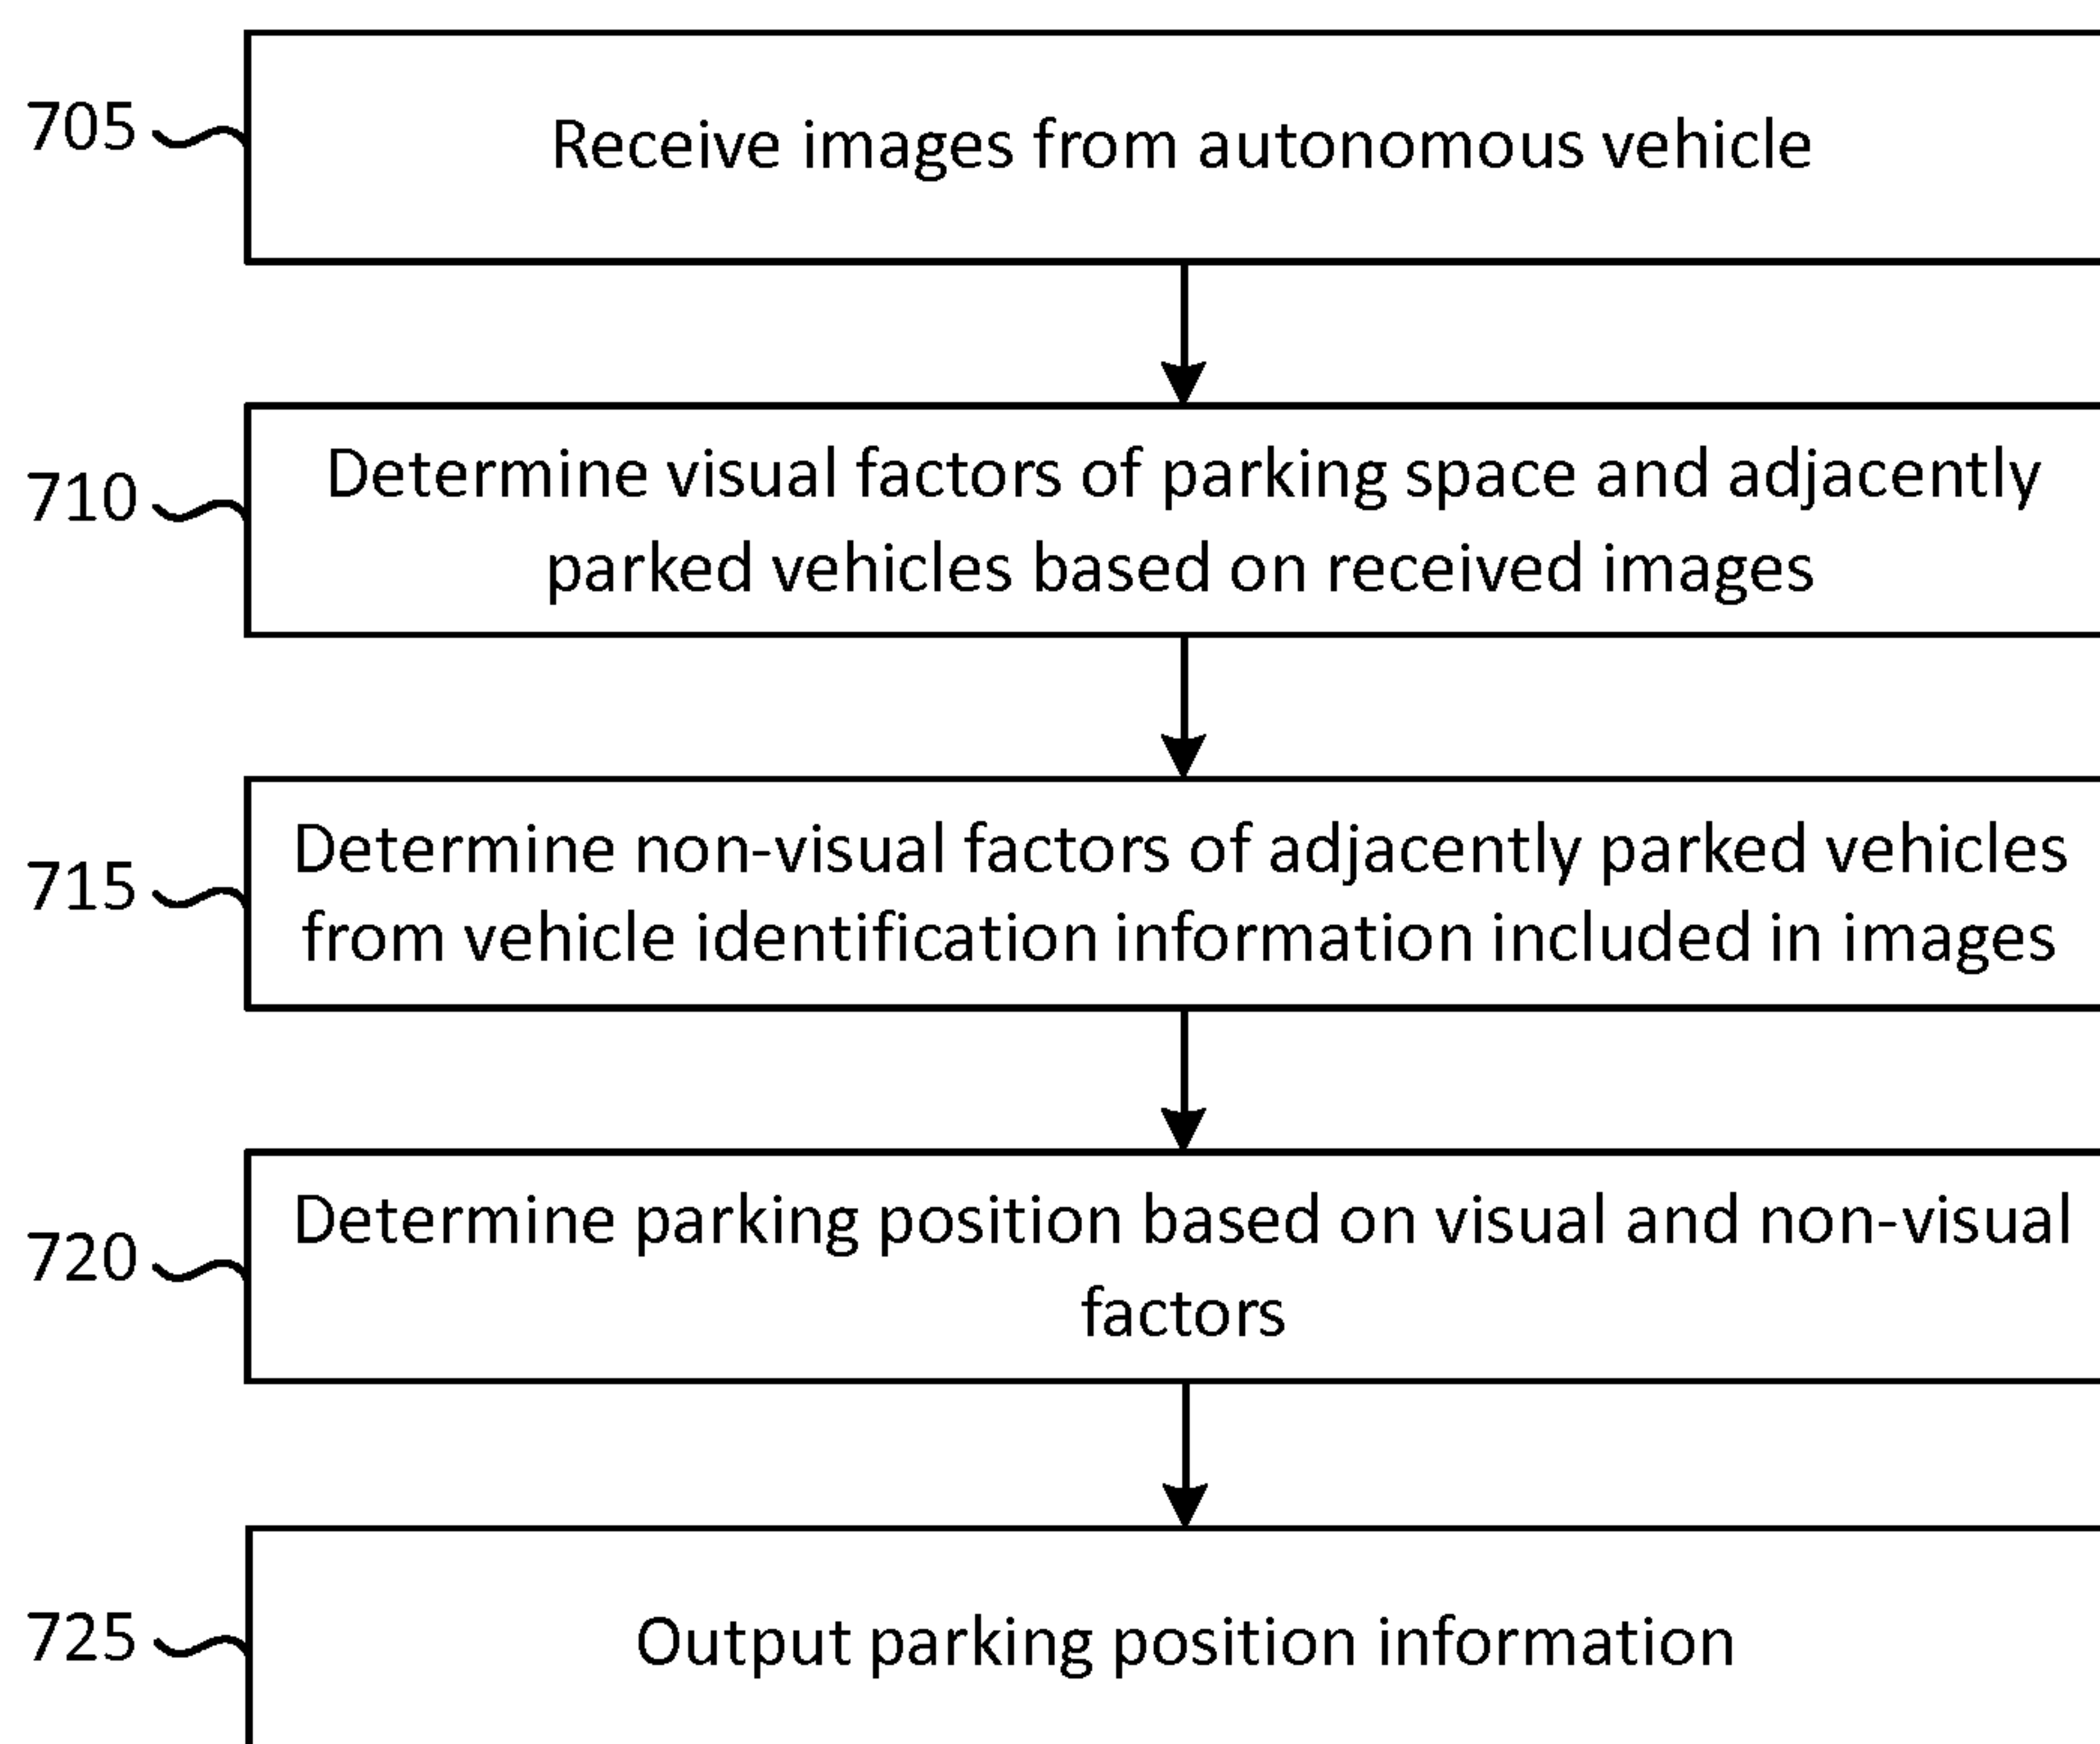 705
Receive images from autonomous vehicle
710
Determine visual factors of parking space and adjacently
parked vehicles based on received images
715
Determine non-visual factors of adjacently parked vehicles
from vehicle identification information included in images
720
Determine parking position based on visual and non-visual
factors
725
Output parking position information